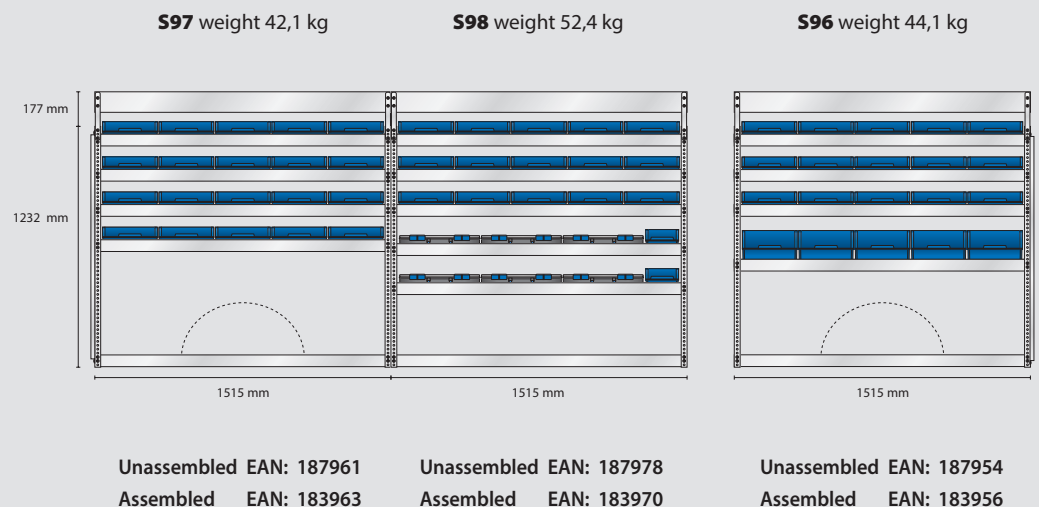 S97 weight 42,1 kg
S98 weight 52,4 kg
S96 weight 44,1 kg
177 mm
1232 mm
1515 mm
1515 mm
1515 mm
Unassembled EAN: 187961
Assembled EAN: 183963
Unassembled EAN: 187978
Assembled EAN: 183970
Unassembled EAN: 187954
Assembled EAN: 183956